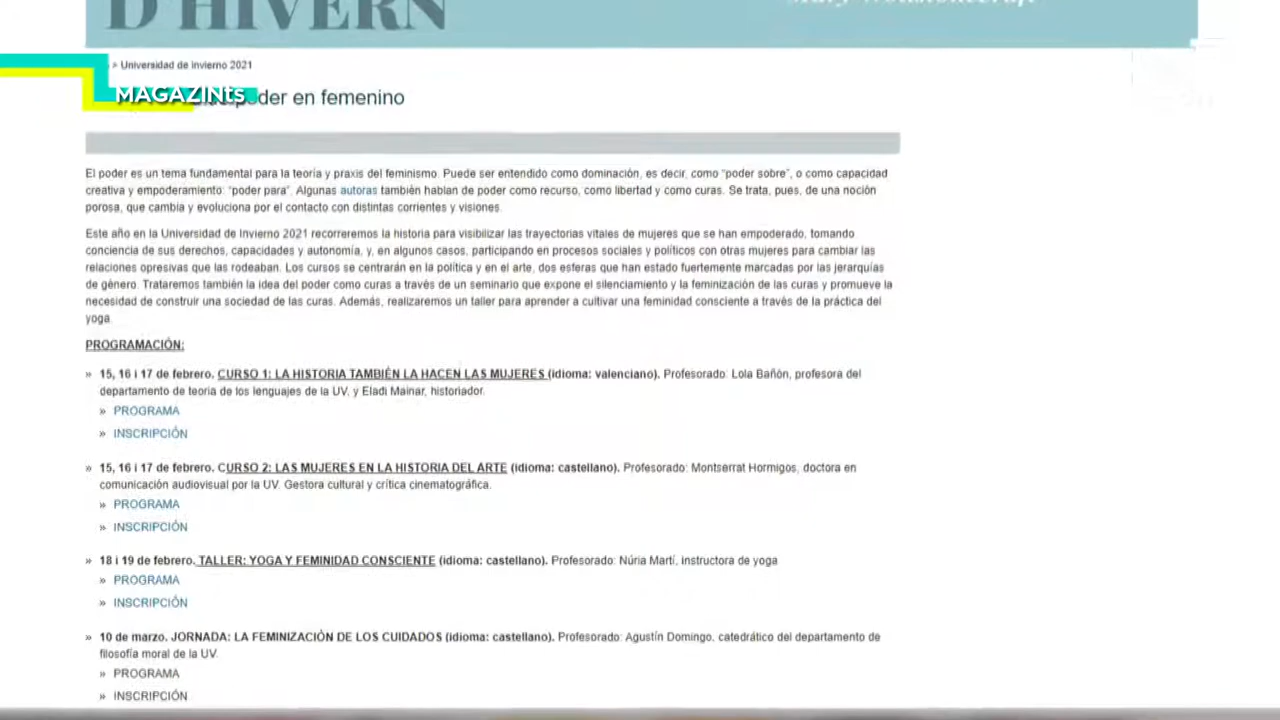 D'HIVERN
» Universidad de invierno 2021
MAGAZINts
poder en femenino
El poder es un tema fundamental para la teoría y praxis del feminismo. Puede ser entendido como dominación, es decir, como "poder sobre", o como capacidad
creativa y empoderamiento: "poder para". Algunas autoras también hablan de poder como recurso, como libertad y como curas. Se trata, pues, de una noción
porosa, que cambia y evoluciona por el contacto con distintas corrientes y visiones.
Este año en la Universidad de Invierno 2021 recorreremos la historia para visibilizar las trayectorias vitales de mujeres que se han empoderado, tomando
conciencia de sus derechos, capacidades y autonomía, y, en algunos casos, participando en procesos sociales y políticos con otras mujeres para cambiar las
relaciones opresivas que las rodeaban. Los cursos se centrarán en la política y en el arte, dos esferas que han estado fuertemente marcadas por las jerarquías
de género. Trataremos también la idea del poder como curas a través de un seminario que expone el silenciamiento y la feminización de las curas y promueve la
necesidad de construir una sociedad de las curas. Además, realizaremos un taller para aprender a cultivar una feminidad consciente a través de la práctica del
yoga.
PROGRAMACIÓN:
» 15, 16 i 17 de febrero. CURSO 1: LA HISTORIA TAMBIÉN LA HACEN LAS MUJERES (idioma: valenciano). Profesorado: Lola Bañón, profesora del
departamento de teoria de los lenguajes de la UV, y Eladi Mainar, historiador.
» PROGRAMA
» INSCRIPCIÓN
» 15, 16 i 17 de febrero. CURSO 2: LAS MUJERES EN LA HISTORIA DEL ARTE (idioma: castellano). Profesorado: Montserrat Hormigos, doctora en
comunicación audiovisual por la UV. Gestora cultural y crítica cinematográfica.
» PROGRAMA
» INSCRIPCIÓN
» 18 i 19 de febrero. TALLER: YOGA Y FEMINIDAD CONSCIENTE (idioma: castellano). Profesorado: Núria Martí, instructora de yoga
» PROGRAMA
» INSCRIPCIÓN
» 10 de marzo. JORNADA: LA FEMINIZACIÓN DE LOS CUIDADOS (idioma: castellano). Profesorado: Agustín Domingo, catedrático del departamento de
filosofía moral de la UV.
» PROGRAMA
» INSCRIPCIÓN